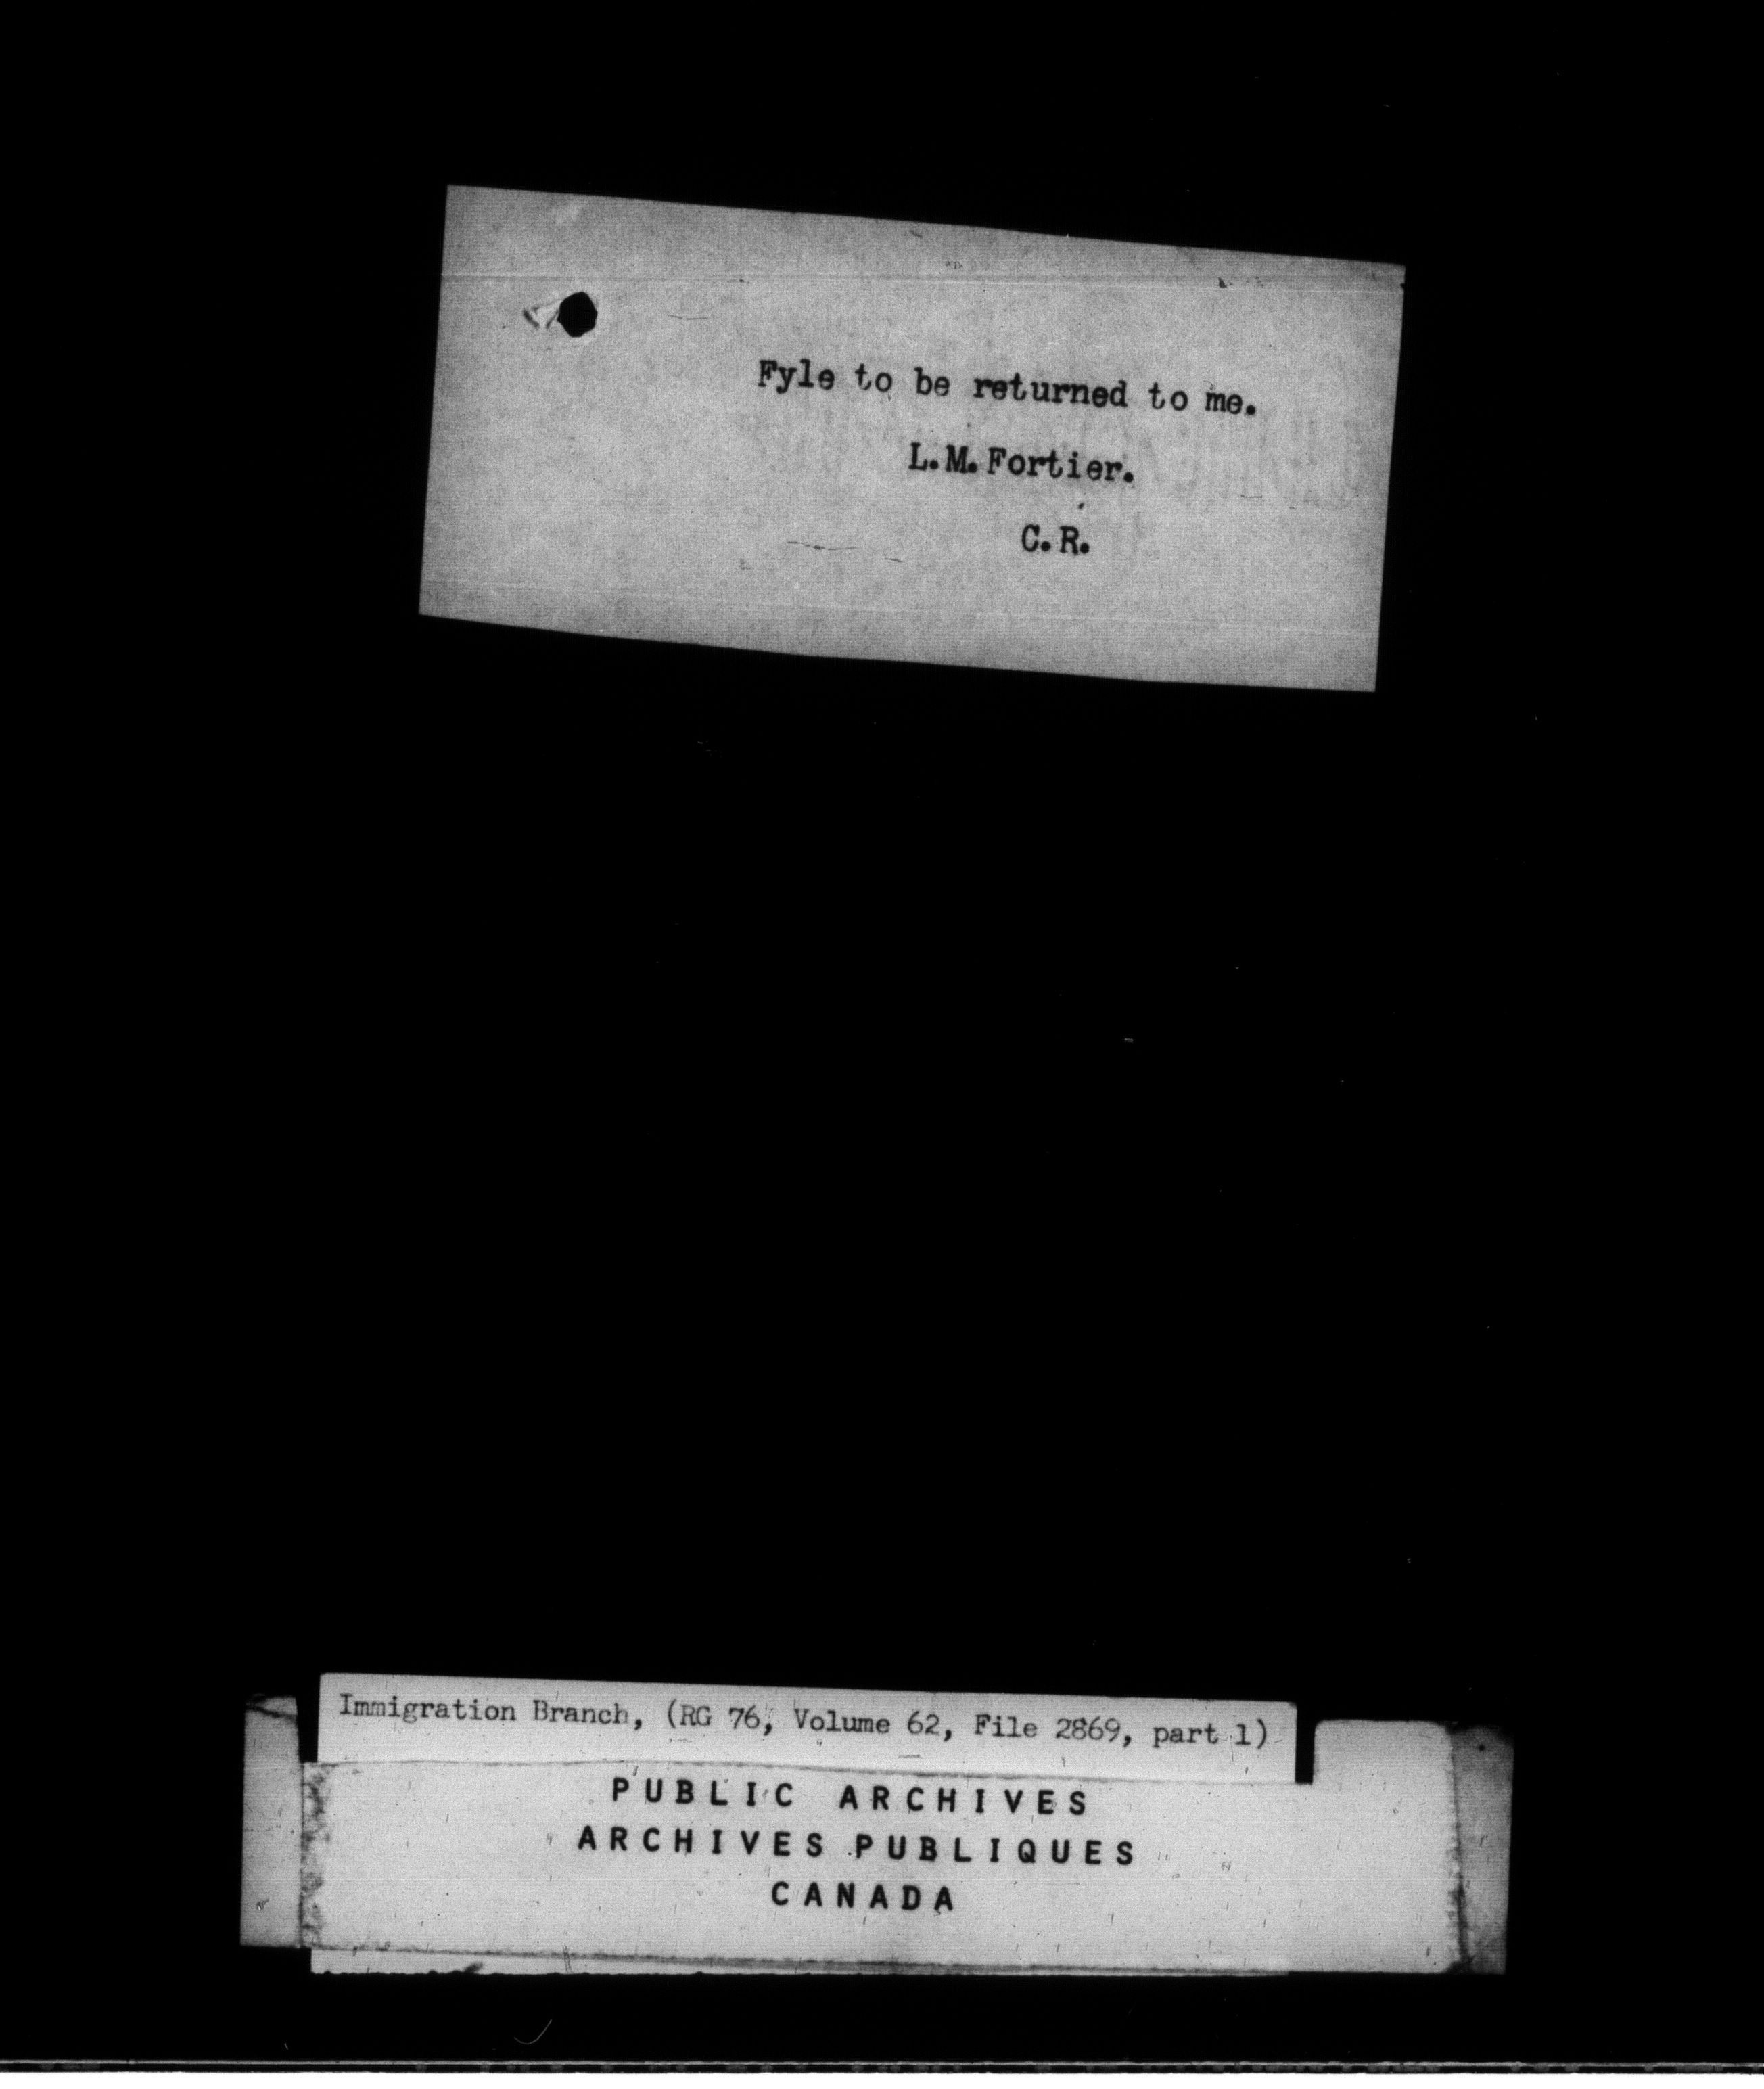 Fyle to be returned to me.
L.M.Fortier.
C.R.
Immigration Branch, (RG 76, Volume 62, File 2869, part 1)
PUBLIC ARCHIVES
ARCHIVES PUBLIQUES
CANADA